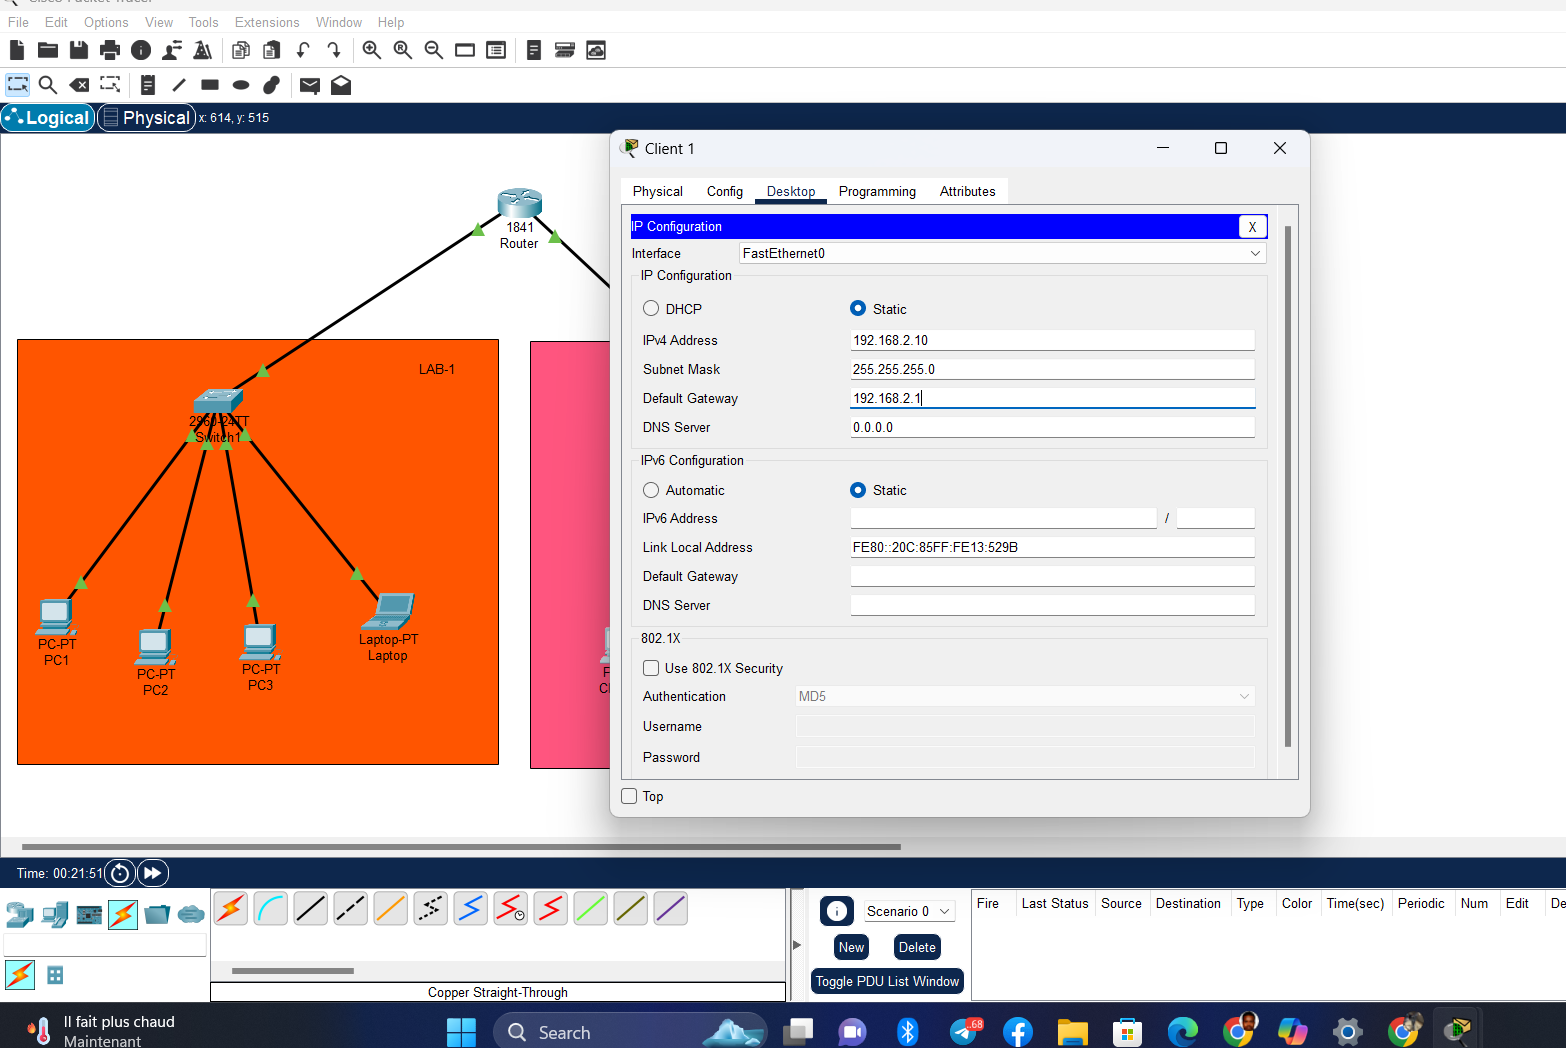 Cisco Packet Tracer
File Edit Options View Tools Extensions Window Help
Logical Physical x: 614, y: 515
1841
Router
LAB-1
2960-24TT
Switch1
PC-PT
PC1
PC-PT
PC2
PC-PT
PC3
Laptop-PT
Laptop
Client 1
Physical Config Desktop Programming Attributes
IP Configuration X
Interface FastEthernet0
IP Configuration
DHCP Static
IPv4 Address 192.168.2.10
Subnet Mask 255.255.255.0
Default Gateway 192.168.2.1
DNS Server 0.0.0.0
IPv6 Configuration
Automatic Static
IPv6 Address /
Link Local Address FE80::20C:85FF:FE13:529B
Default Gateway
DNS Server
802.1X
Use 802.1X Security
Authentication MD5
Username
Password
Top
Time: 00:21:51
Copper Straight-Through
Scenario 0
New Delete
Toggle PDU List Window
Fire Last Status Source Destination Type Color Time(sec) Periodic Num Edit De
Il fait plus chaud
Maintenant
Search
..68